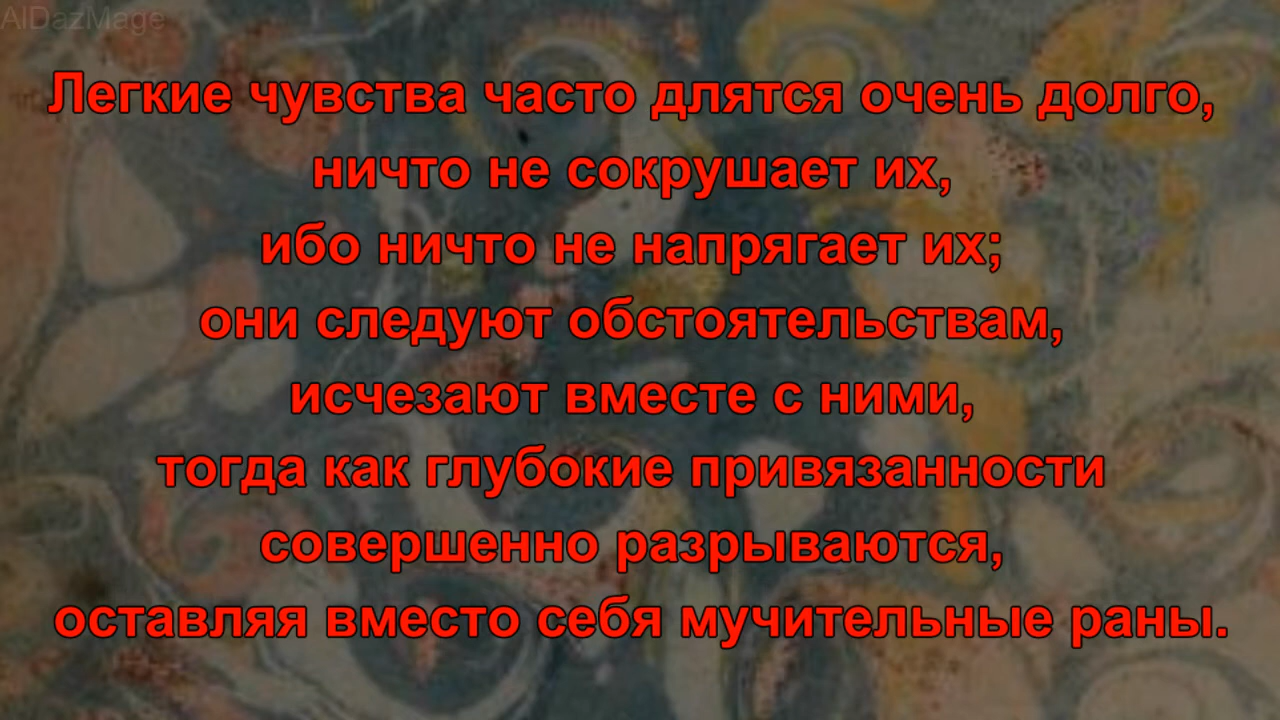 AlDazMage
Легкие чувства часто длятся очень долго,
ничто не сокрушает их,
ибо ничто не напрягает их;
они следуют обстоятельствам,
исчезают вместе с ними,
тогда как глубокие привязанности
совершенно разрываются,
оставляя вместо себя мучительные раны.